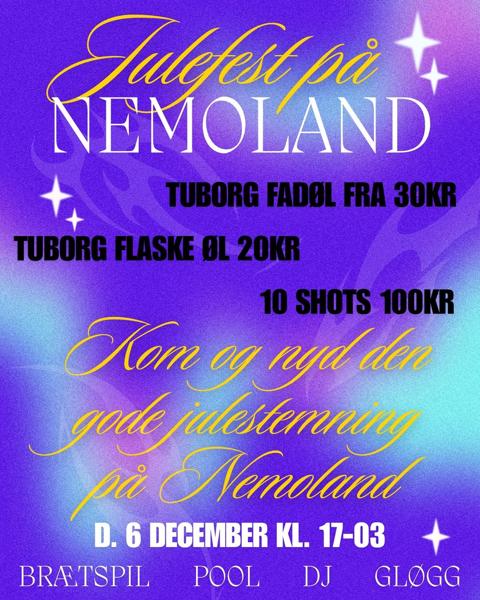 Julefest på
NEMOLAND
TUBORG FADØL FRA 30KR
TUBORG FLASKE ØL 20KR
10 SHOTS 100KR
Kom og nyd den
gode julestemning
på Nemoland
D. 6 DECEMBER KL. 17-03
BRÆTSPIL POOL DJ GLØGG